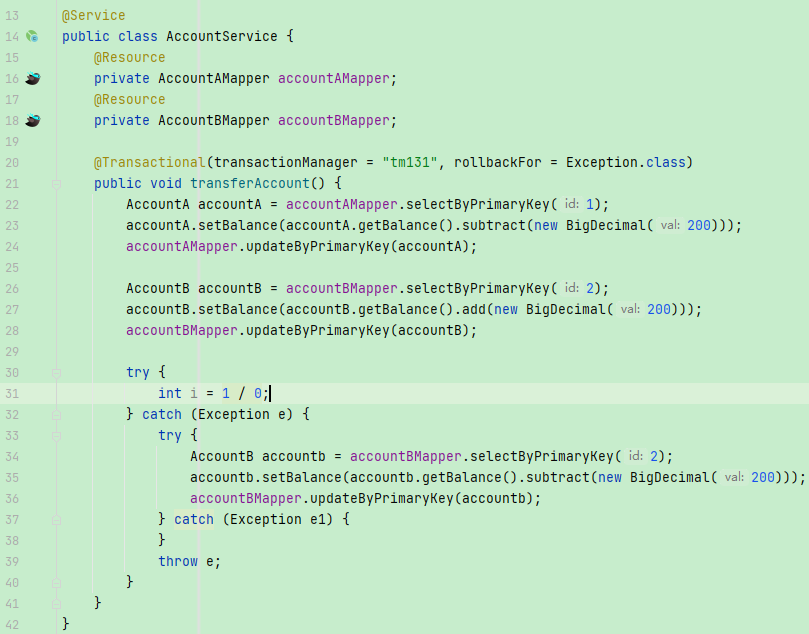 13 @Service
14 public class AccountService {
15     @Resource
16     private AccountAMapper accountAMapper;
17     @Resource
18     private AccountBMapper accountBMapper;
19
20     @Transactional(transactionManager = "tm131", rollbackFor = Exception.class)
21     public void transferAccount() {
22         AccountA accountA = accountAMapper.selectByPrimaryKey( id: 1);
23         accountA.setBalance(accountA.getBalance().subtract(new BigDecimal( val: 200)));
24         accountAMapper.updateByPrimaryKey(accountA);
25
26         AccountB accountB = accountBMapper.selectByPrimaryKey( id: 2);
27         accountB.setBalance(accountB.getBalance().add(new BigDecimal( val: 200)));
28         accountBMapper.updateByPrimaryKey(accountB);
29
30         try {
31             int i = 1 / 0;
32         } catch (Exception e) {
33             try {
34                 AccountB accountb = accountBMapper.selectByPrimaryKey( id: 2);
35                 accountb.setBalance(accountb.getBalance().subtract(new BigDecimal( val: 200)));
36                 accountBMapper.updateByPrimaryKey(accountb);
37             } catch (Exception e1) {
38             }
39             throw e;
40         }
41     }
42 }